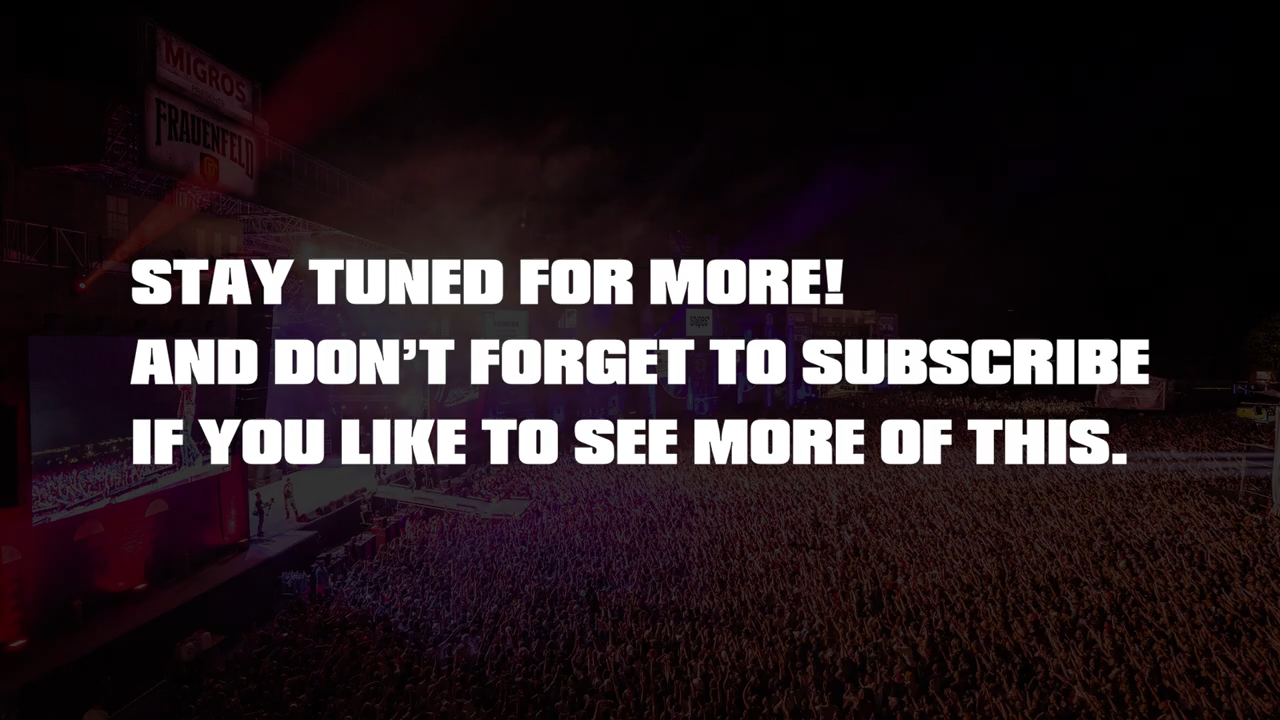 MIGROS
FRAUENFELD
STAY TUNED FOR MORE!
AND DON’T FORGET TO SUBSCRIBE
IF YOU LIKE TO SEE MORE OF THIS.